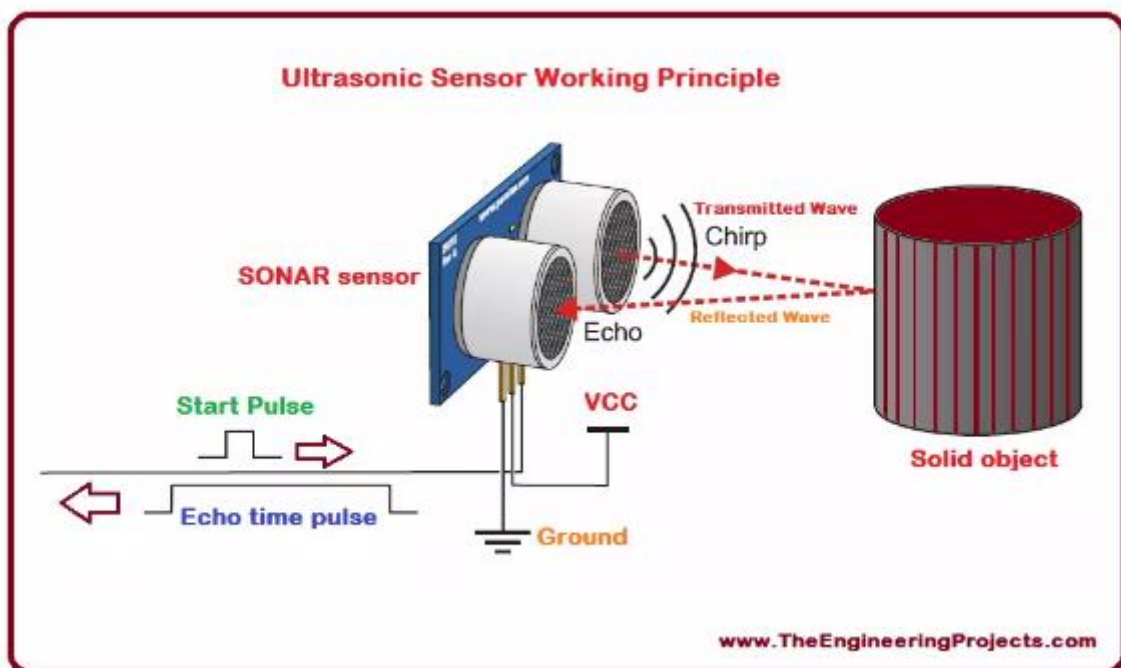 Ultrasonic Sensor Working Principle
Transmitted Wave
Chirp
SONAR sensor
Echo
Reflected Wave
Start Pulse
VCC
Solid object
Echo time pulse
Ground
www.TheEngineeringProjects.com